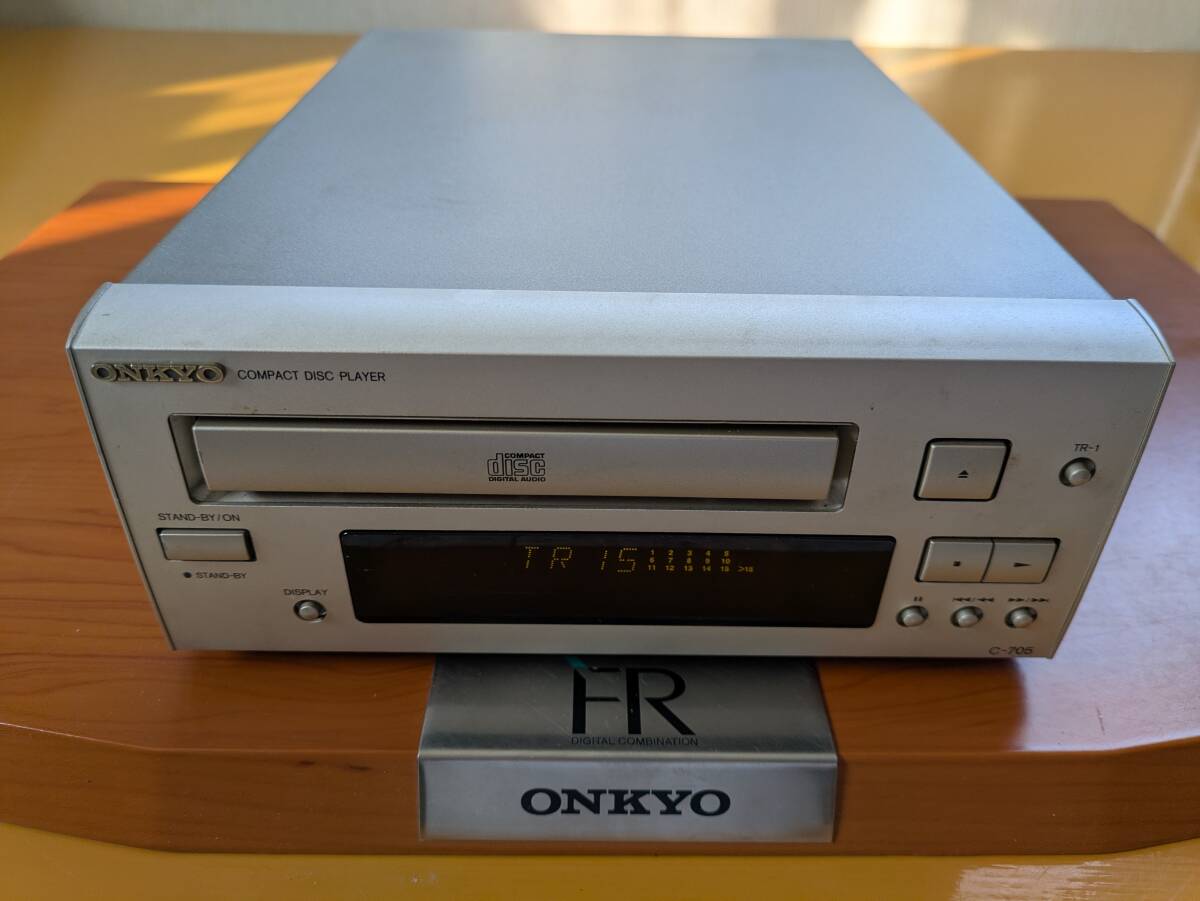 ONKYO COMPACT DISC PLAYER
COMPACT
disc
DIGITAL AUDIO
TR-1
STAND-BY/ON
STAND-BY
DISPLAY
TR 15
1 2 3 4 5
6 7 8 9 10
11 12 13 14 15 >15
C-705
FR
DIGITAL COMBINATION
ONKYO